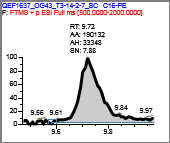 QEF1637_OG43_T3-14-2-7_SC C16-PE
F: FTMS + p ESI Full ms [500.0000-2000.0000]
RT: 9.72
AA: 190132
AH: 33348
SN: 7.88
100
80
60
40
20
0
9.56 9.61 9.84 9.97
9.6 9.8